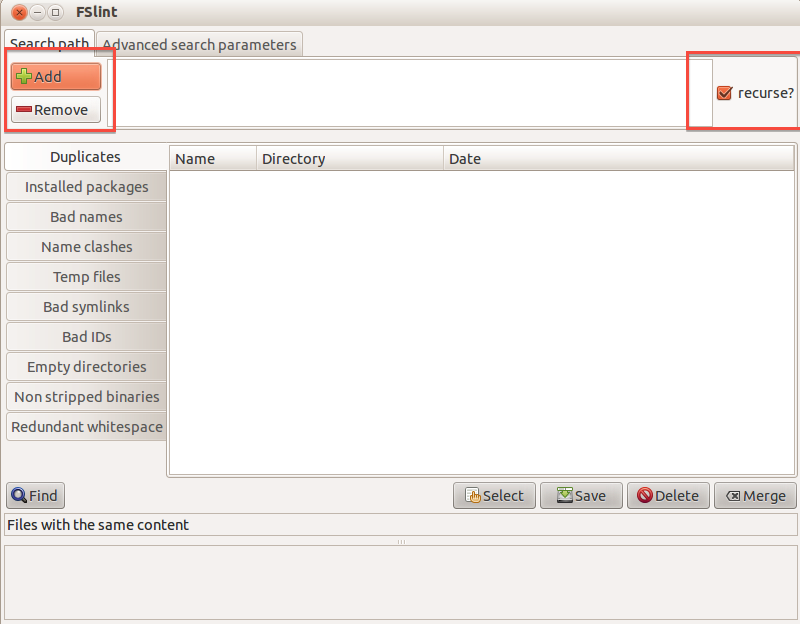 FSlint
Search path
Advanced search parameters
Add
Remove
recurse?
Duplicates
Installed packages
Bad names
Name clashes
Temp files
Bad symlinks
Bad IDs
Empty directories
Non stripped binaries
Redundant whitespace
Name Directory Date
Find Select Save Delete Merge
Files with the same content